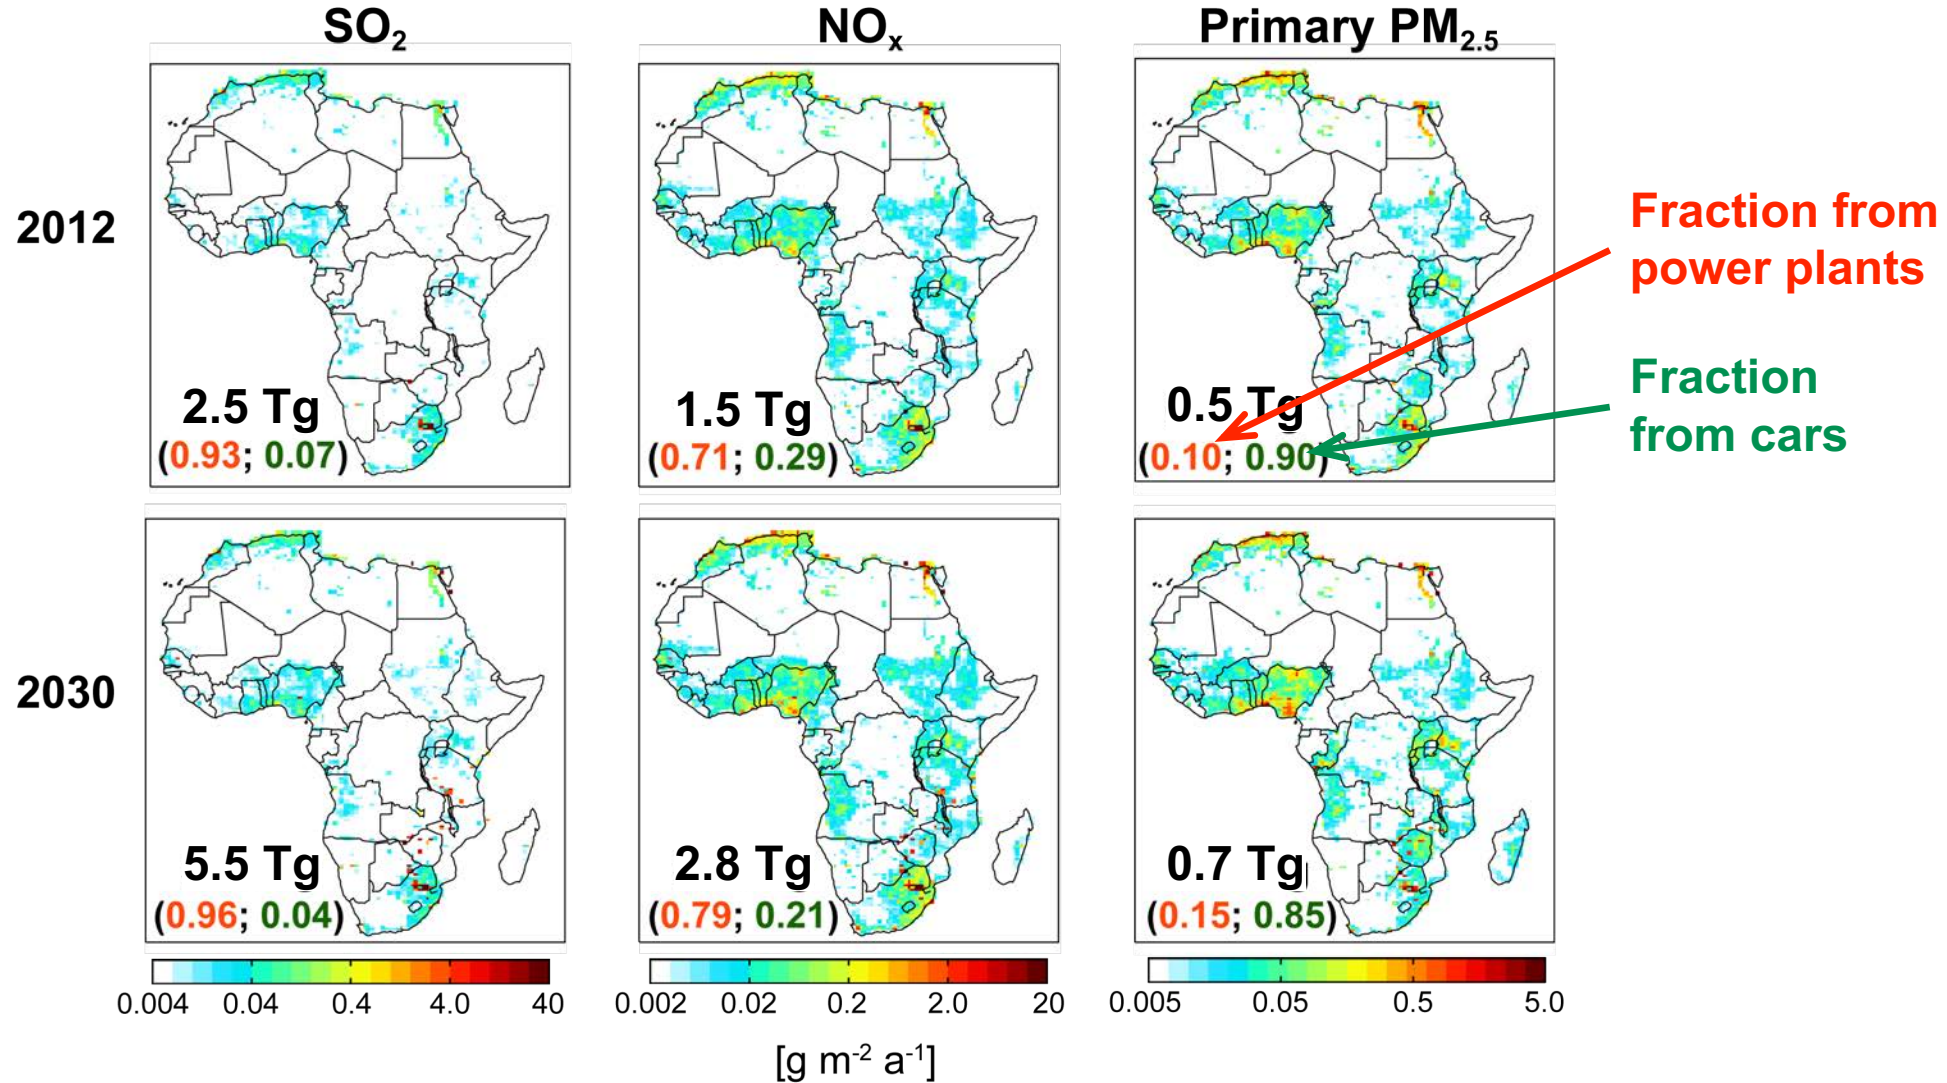 SO2
NOx
Primary PM2.5
2012
2.5 Tg
(0.93; 0.07)
1.5 Tg
(0.71; 0.29)
0.5 Tg
(0.10; 0.90)
Fraction from
power plants
Fraction
from cars
2030
5.5 Tg
(0.96; 0.04)
2.8 Tg
(0.79; 0.21)
0.7 Tg
(0.15; 0.85)
0.004 0.04 0.4 4.0 40
0.002 0.02 0.2 2.0 20
0.005 0.05 0.5 5.0
[g m-2 a-1]